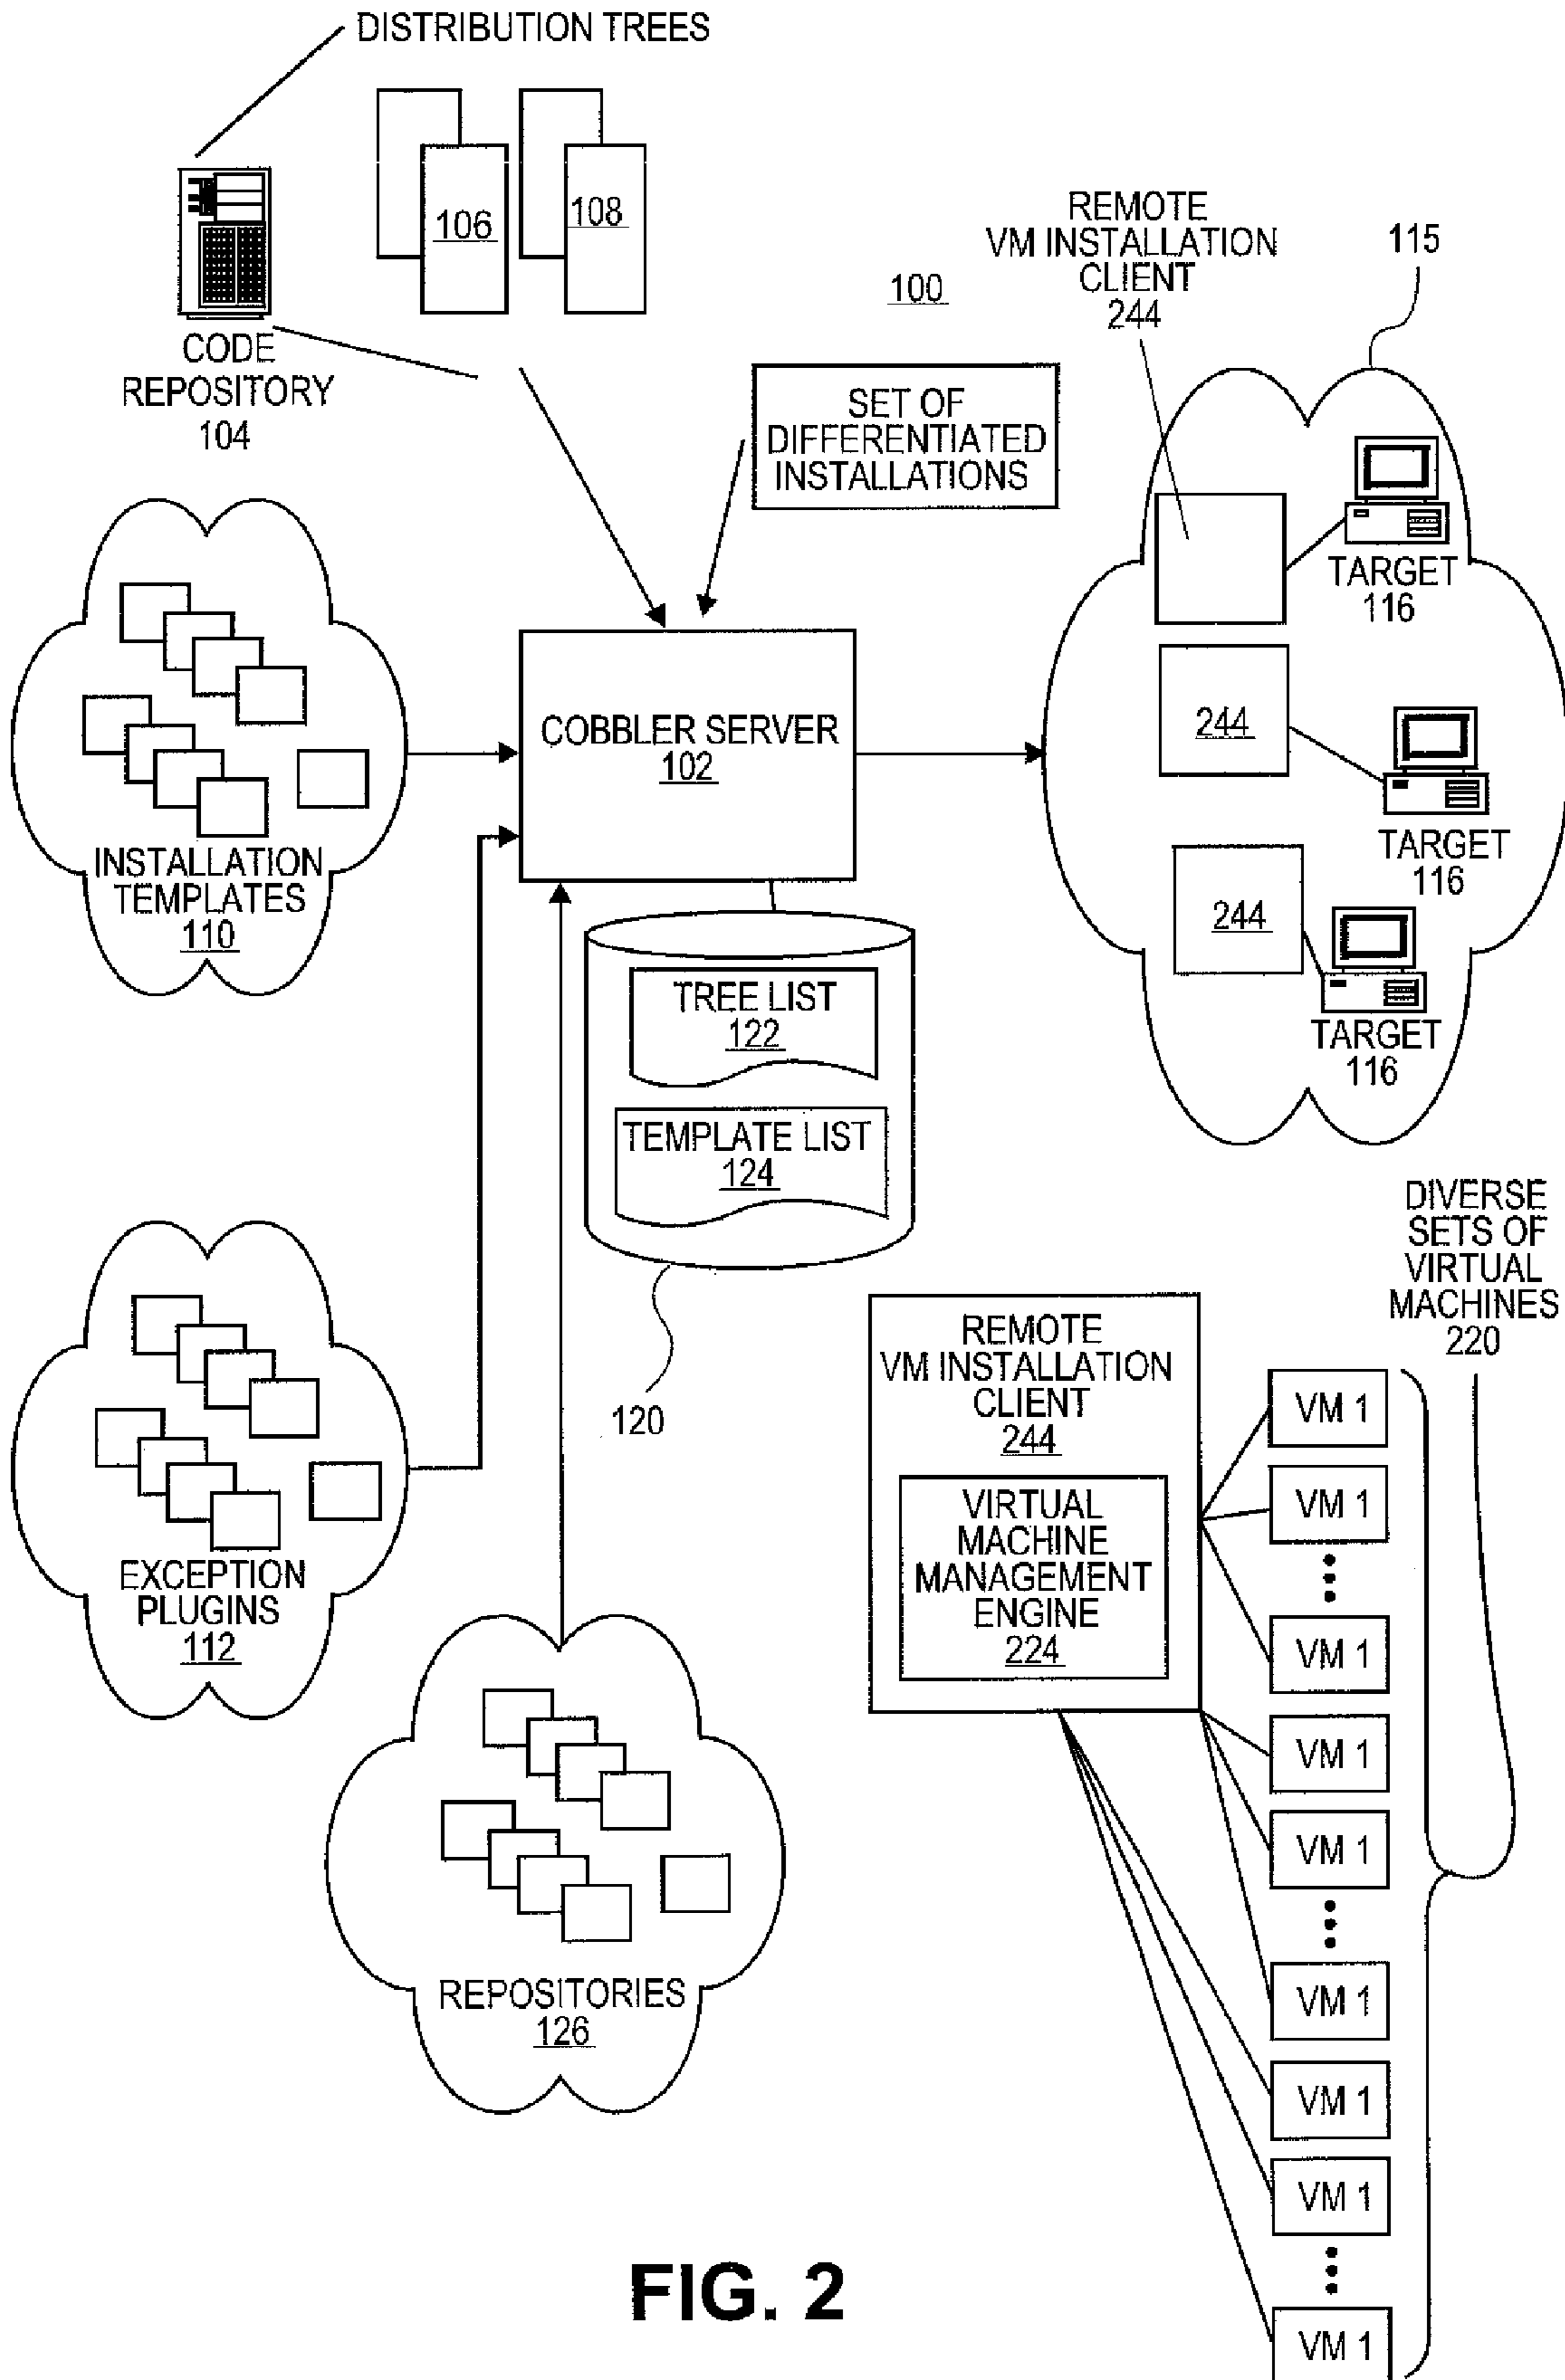 DISTRIBUTION TREES
106
108
CODE
REPOSITORY
104
100
REMOTE
VM INSTALLATION
CLIENT
244
115
SET OF
DIFFERENTIATED
INSTALLATIONS
TARGET
116
244
TARGET
116
244
TARGET
116
INSTALLATION
TEMPLATES
110
COBBLER SERVER
102
TREE LIST
122
TEMPLATE LIST
124
120
EXCEPTION
PLUGINS
112
REPOSITORIES
126
DIVERSE
SETS OF
VIRTUAL
MACHINES
220
REMOTE
VM INSTALLATION
CLIENT
244
VIRTUAL
MACHINE
MANAGEMENT
ENGINE
224
VM 1
VM 1
VM 1
VM 1
VM 1
VM 1
VM 1
VM 1
VM 1
FIG. 2